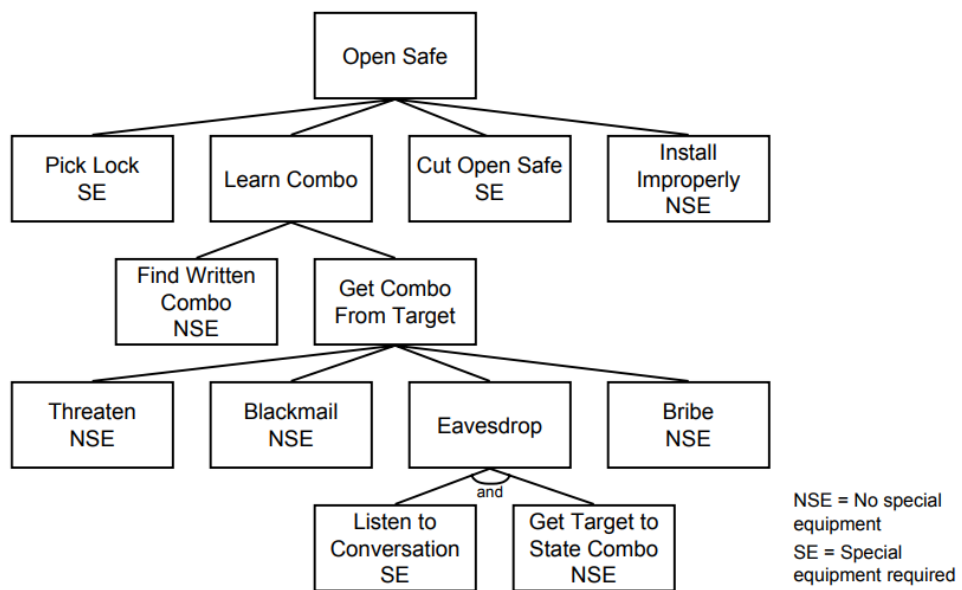 Open Safe
Pick Lock
SE
Learn Combo
Cut Open Safe
SE
Install
Improperly
NSE
Find Written
Combo
NSE
Get Combo
From Target
Threaten
NSE
Blackmail
NSE
Eavesdrop
Bribe
NSE
and
Listen to
Conversation
SE
Get Target to
State Combo
NSE
NSE = No special
equipment
SE = Special
equipment required